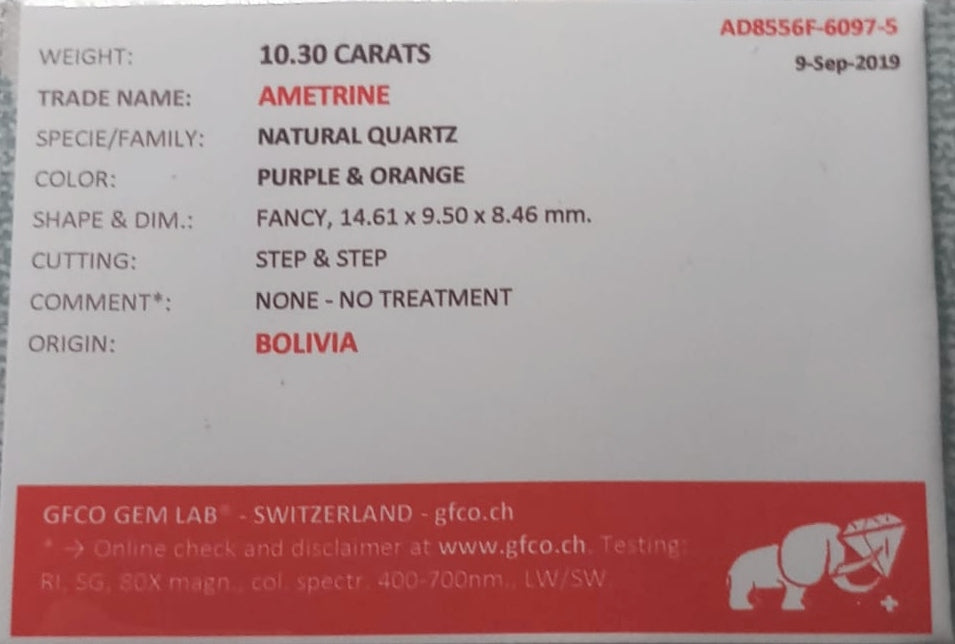 AD8556F-6097-5
9-Sep-2019
WEIGHT: 10.30 CARATS
TRADE NAME: AMETRINE
SPECIE/FAMILY: NATURAL QUARTZ
COLOR: PURPLE & ORANGE
SHAPE & DIM.: FANCY, 14.61 x 9.50 x 8.46 mm.
CUTTING: STEP & STEP
COMMENT*: NONE - NO TREATMENT
ORIGIN: BOLIVIA
GFCO GEM LAB® - SWITZERLAND - gfco.ch
* → Online check and disclaimer at www.gfco.ch. Testing:
RI, SG, 80X magn., col. spectr. 400-700nm., LW/SW